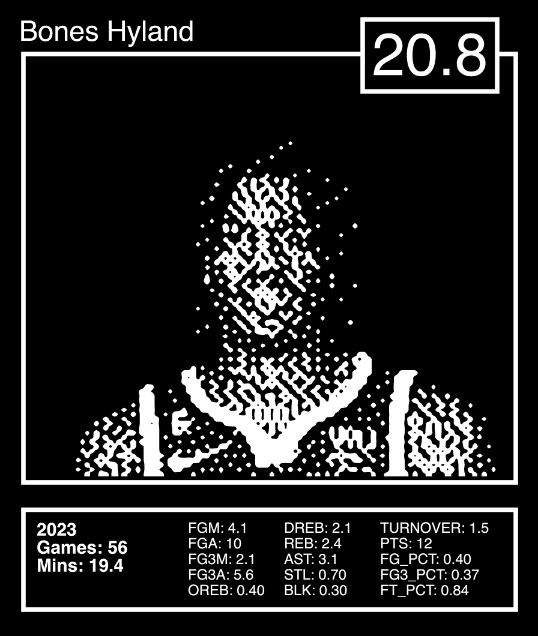 Bones Hyland
20.8
2023
Games: 56
Mins: 19.4
FGM: 4.1
FGA: 10
FG3M: 2.1
FG3A: 5.6
OREB: 0.40
DREB: 2.1
REB: 2.4
AST: 3.1
STL: 0.70
BLK: 0.30
TURNOVER: 1.5
PTS: 12
FG_PCT: 0.40
FG3_PCT: 0.37
FT_PCT: 0.84